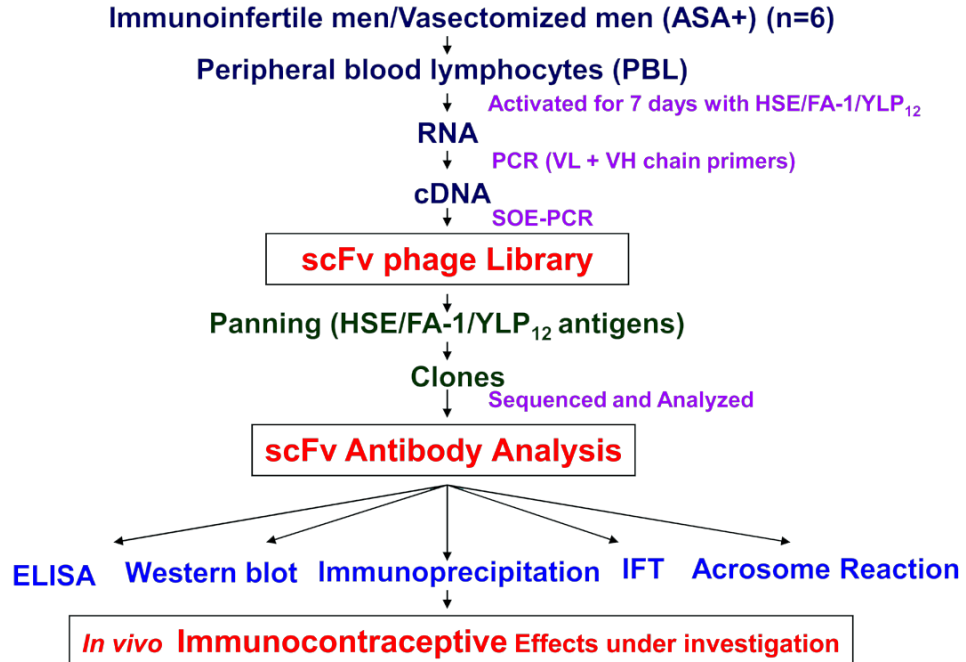 Immunoinfertile men/Vasectomized men (ASA+) (n=6)
Peripheral blood lymphocytes (PBL)
Activated for 7 days with HSE/FA-1/YLP₁₂
RNA
PCR (VL + VH chain primers)
cDNA
SOE-PCR
scFv phage Library
Panning (HSE/FA-1/YLP₁₂ antigens)
Clones
Sequenced and Analyzed
scFv Antibody Analysis
ELISA Western blot Immunoprecipitation IFT Acrosome Reaction
In vivo Immunocontraceptive Effects under investigation